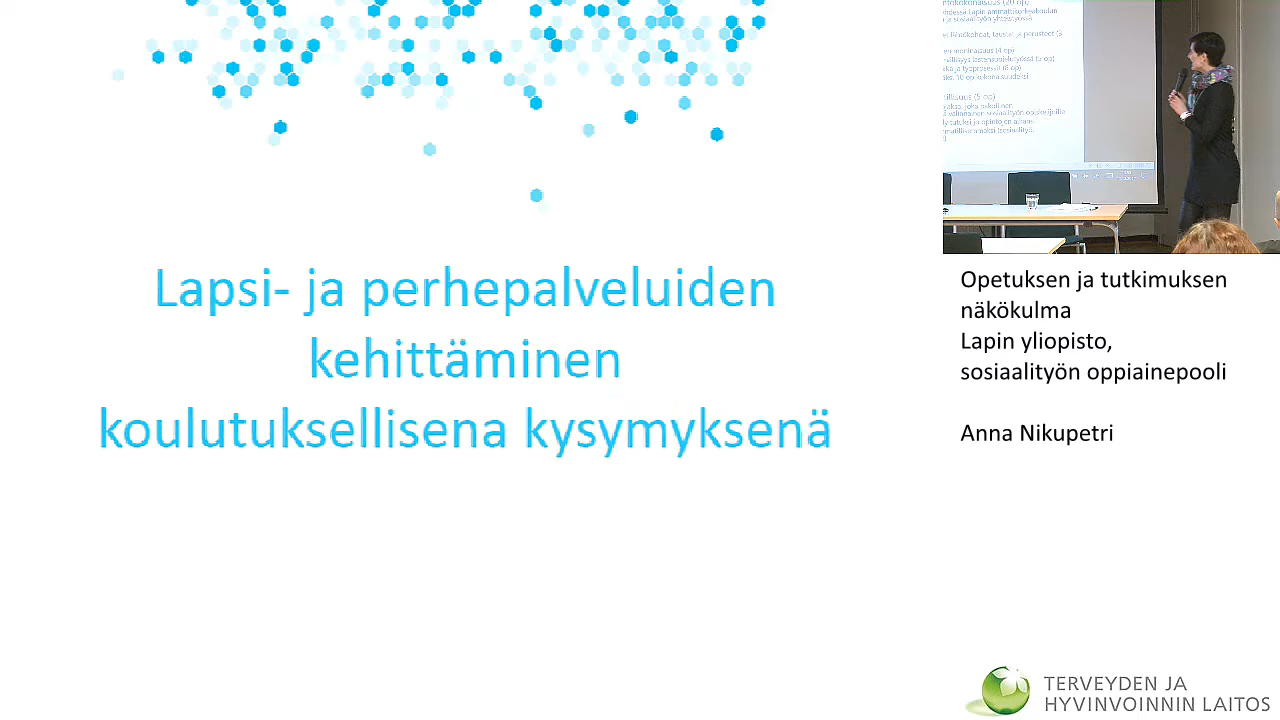 Lapsi- ja perhepalveluiden
kehittäminen
koulutuksellisena kysymyksenä
Opetuksen ja tutkimuksen
näkökulma
Lapin yliopisto,
sosiaalityön oppiainepooli
Anna Nikupetri
TERVEYDEN JA
HYVINVOINNIN LAITOS